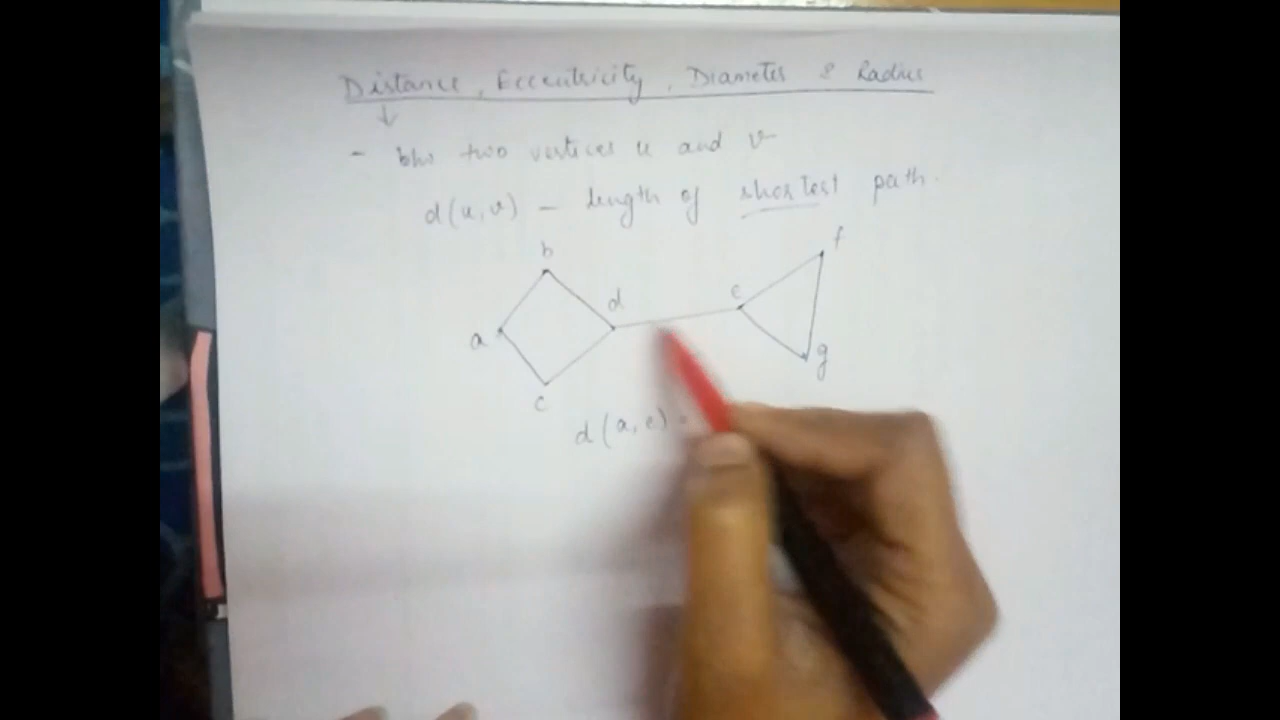 Distance, Eccentricity, Diameter & Radius
- b/w two vertices u and v
d(u,v) - length of shortest path.
b
f
d
e
a
g
c
d(a,e) =